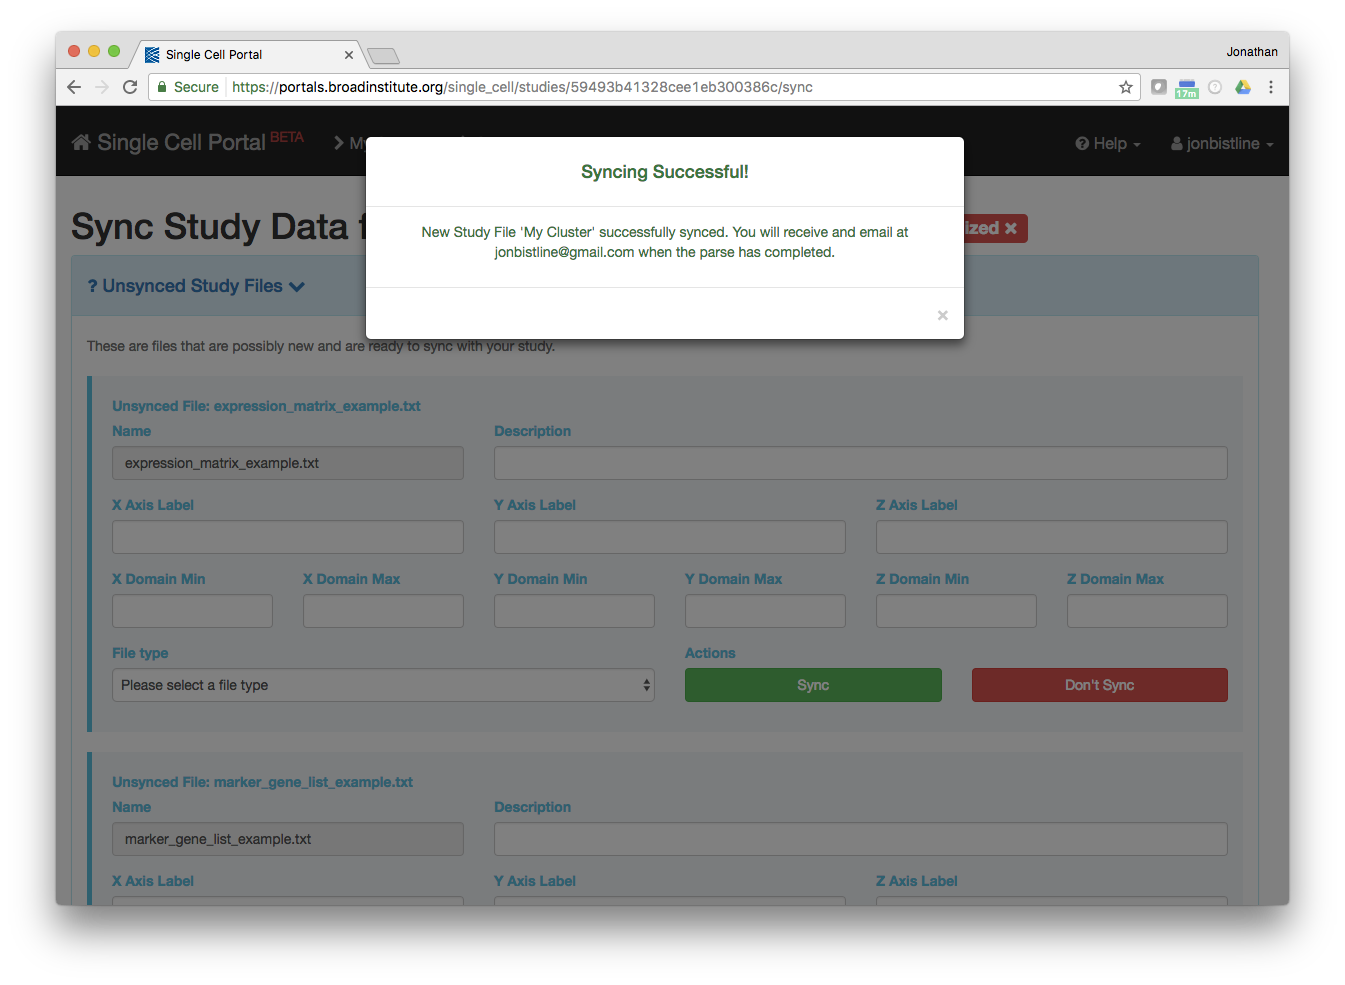 Single Cell Portal
Jonathan
Secure https://portals.broadinstitute.org/single_cell/studies/59493b41328cee1eb300386c/sync
17m
Single Cell Portal BETA
Help
jonbistline
Syncing Successful!
New Study File 'My Cluster' successfully synced. You will receive and email at
jonbistline@gmail.com when the parse has completed.
×
Sync Study Data
? Unsynced Study Files
These are files that are possibly new and are ready to sync with your study.
Unsynced File: expression_matrix_example.txt
Name Description
expression_matrix_example.txt
X Axis Label Y Axis Label Z Axis Label
X Domain Min X Domain Max Y Domain Min Y Domain Max Z Domain Min Z Domain Max
File type Actions
Please select a file type Sync Don't Sync
Unsynced File: marker_gene_list_example.txt
Name Description
marker_gene_list_example.txt
X Axis Label Y Axis Label Z Axis Label